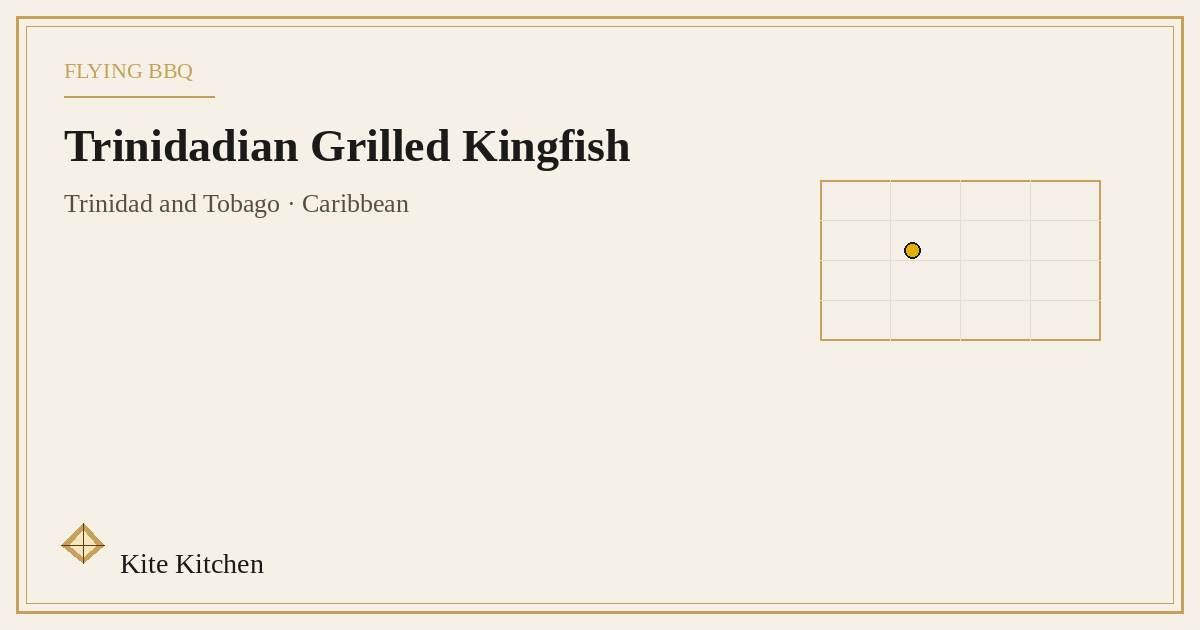 FLYING BBQ
Trinidadian Grilled Kingfish
Trinidad and Tobago · Caribbean
Kite Kitchen